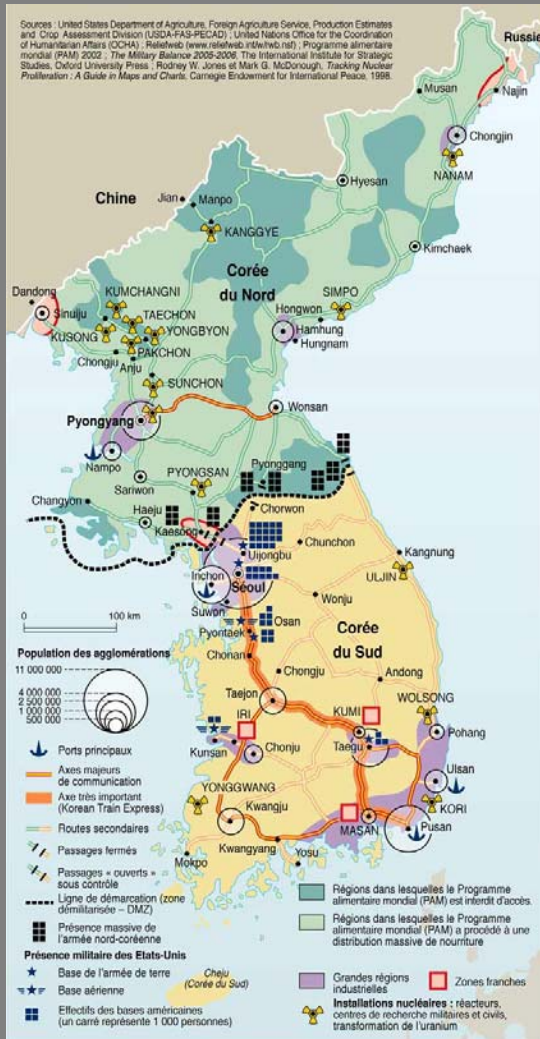 Sources : United States Department of Agriculture, Foreign Agriculture Service, Production Estimates
and Crop Assessment Division (USDA-FAS-PECAD) ; United Nations Office for the Coordination
of Humanitarian Affairs (OCHA) ; Reliefweb (www.reliefweb.int/w/rwb.nsf) ; Programme alimentaire
mondial (PAM) 2002 ; The Military Balance 2005-2006, The International Institute for Strategic
Studies, Oxford University Press ; Rodney W. Jones et Mark G. McDonough, Tracking Nuclear
Proliferation : A Guide in Maps and Charts, Carnegie Endowment for International Peace, 1998.
Russie
Musan
Najin
Chongjin
NANAM
Hyesan
Chine
Jian
Manpo
KANGGYE
Kimchaek
Corée
du Nord
Dandong
Sinuiju
KUMCHANGNI
TAECHON
KUSONG
YONGBYON
PAKCHON
Chongju
Anju
SUNCHON
SIMPO
Hongwon
Hamhung
Hungnam
Pyongyang
Wonsan
Nampo
Sariwon
PYONGSAN
Pyonggang
Changyon
Haeju
Kaesong
Chorwon
Uijongbu
Chunchon
Kangnung
ULJIN
Inchon
Séoul
Suwon
Wonju
Osan
Pyontaek
Corée
du Sud
Chonan
Chongju
Andong
Taejon
WOLSONG
IRI
KUMI
Kunsan
Chonju
Taegu
Pohang
Ulsan
YONGGWANG
KORI
Kwangju
MASAN
Pusan
Kwangyang
Mokpo
Yosu
0 100 km
Population des agglomérations
11 000 000
4 000 000
2 500 000
1 000 000
500 000
Ports principaux
Axes majeurs
de communication
Axe très important
(Korean Train Express)
Routes secondaires
Passages fermés
Passages « ouverts »
sous contrôle
Ligne de démarcation (zone
démilitarisée – DMZ)
Présence massive de
l'armée nord-coréenne
Présence militaire des Etats-Unis
Base de l'armée de terre
Base aérienne
Effectifs des bases américaines
(un carré représente 1 000 personnes)
Cheju
(Corée du Sud)
Régions dans lesquelles le Programme
alimentaire mondial (PAM) est interdit d'accès.
Régions dans lesquelles le Programme
alimentaire mondial (PAM) a procédé à une
distribution massive de nourriture
Grandes régions
industrielles
Zones franches
Installations nucléaires : réacteurs,
centres de recherche militaires et civils,
transformation de l'uranium